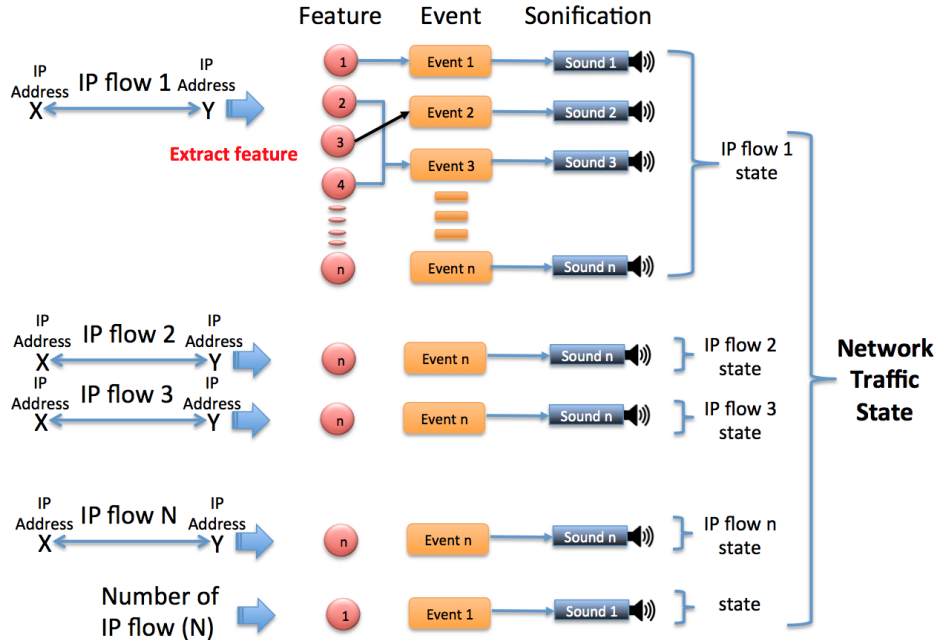 Feature Event Sonification
1 Event 1 Sound 1
IP
Address
X
IP flow 1
IP
Address
Y
2 Event 2 Sound 2
3
Extract feature
Event 3 Sound 3
4
n Event n Sound n
IP flow 1
state
IP
Address
X
IP flow 2
IP
Address
Y
n Event n Sound n
IP flow 2
state
IP
Address
X
IP flow 3
IP
Address
Y
n Event n Sound n
IP flow 3
state
IP
Address
X
IP flow N
IP
Address
Y
n Event n Sound n
IP flow n
state
Number of
IP flow (N)
1 Event 1 Sound 1
state
Network
Traffic
State